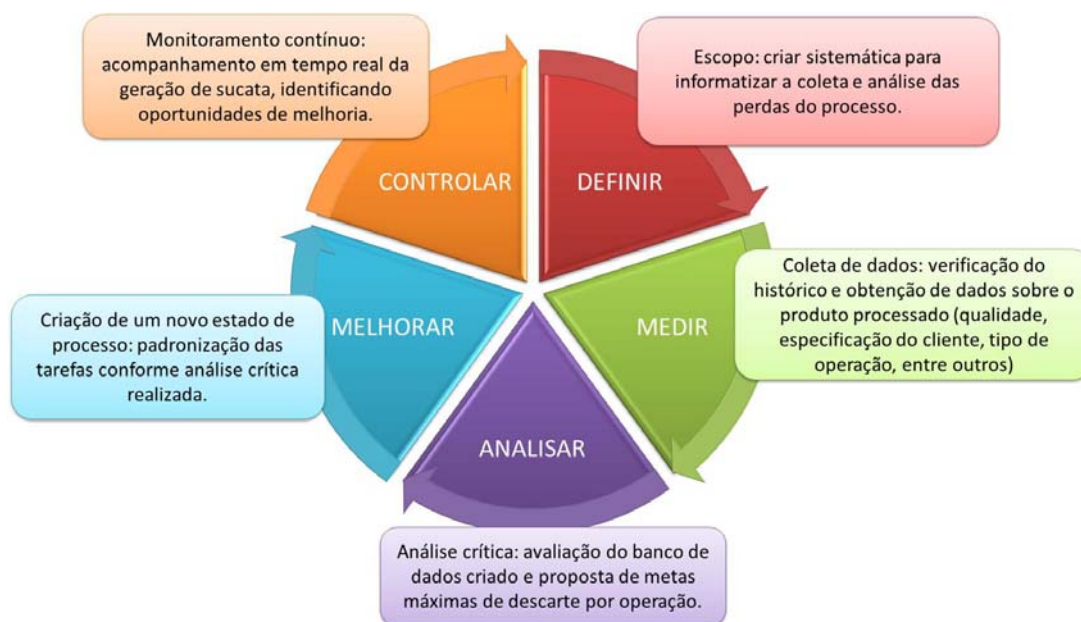 Monitoramento contínuo:
acompanhamento em tempo real da
geração de sucata, identificando
oportunidades de melhoria.
Escopo: criar sistemática para
informatizar a coleta e análise das
perdas do processo.
CONTROLAR
DEFINIR
Coleta de dados: verificação do
histórico e obtenção de dados sobre o
produto processado (qualidade,
especificação do cliente, tipo de
operação, entre outros)
MEDIR
MELHORAR
Criação de um novo estado de
processo: padronização das
tarefas conforme análise crítica
realizada.
ANALISAR
Análise crítica: avaliação do banco de
dados criado e proposta de metas
máximas de descarte por operação.